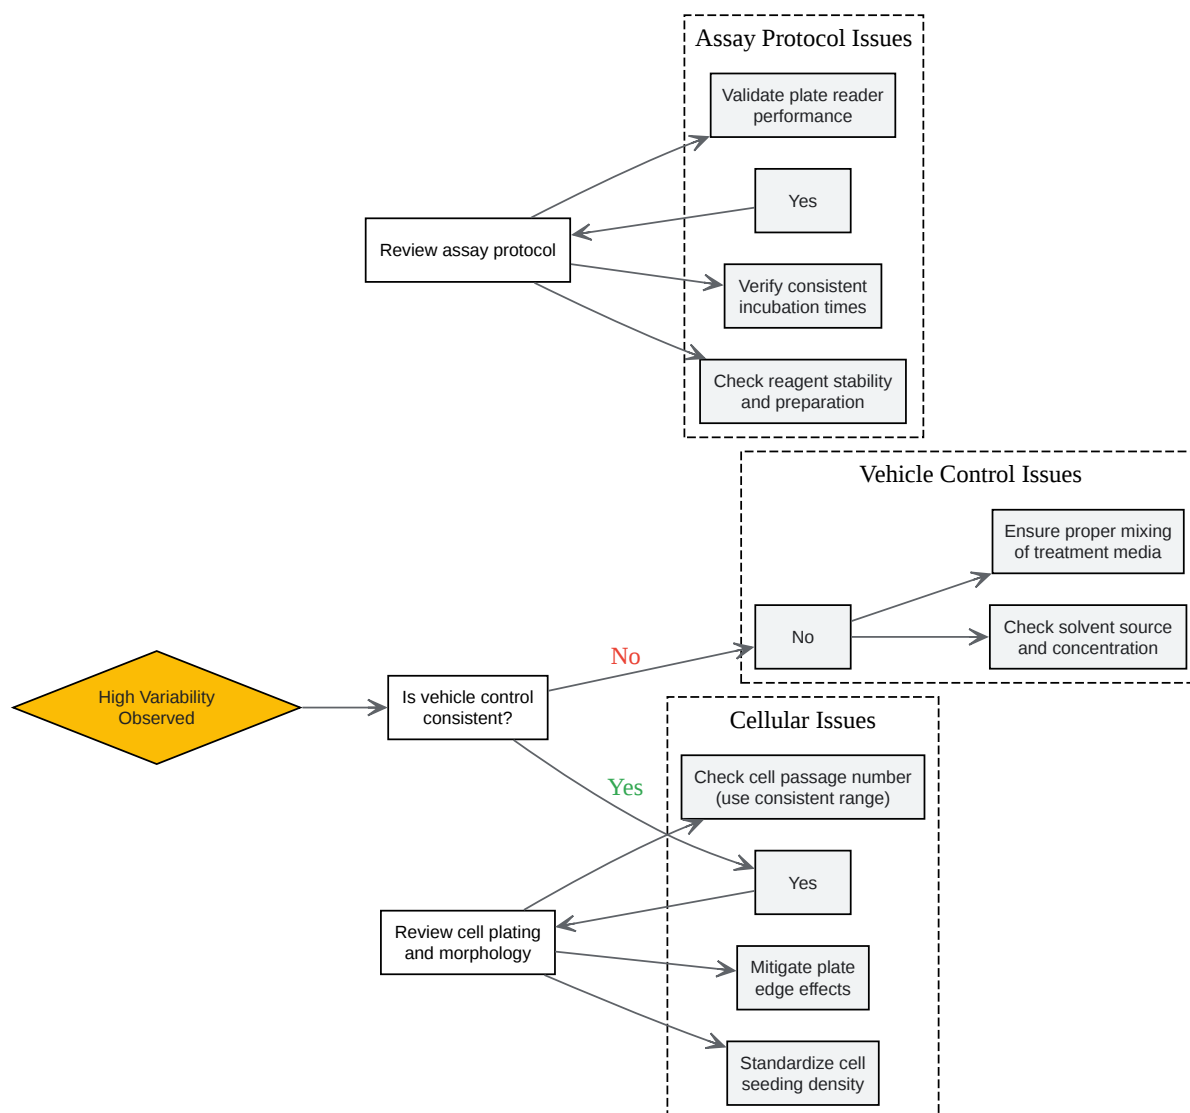 Assay Protocol Issues
Validate plate reader
performance
Yes
Review assay protocol
Verify consistent
incubation times
Check reagent stability
and preparation
Vehicle Control Issues
Ensure proper mixing
of treatment media
No
Check solvent source
and concentration
No
High Variability
Observed
Is vehicle control
consistent?
Yes
Cellular Issues
Check cell passage number
(use consistent range)
Yes
Review cell plating
and morphology
Mitigate plate
edge effects
Standardize cell
seeding density